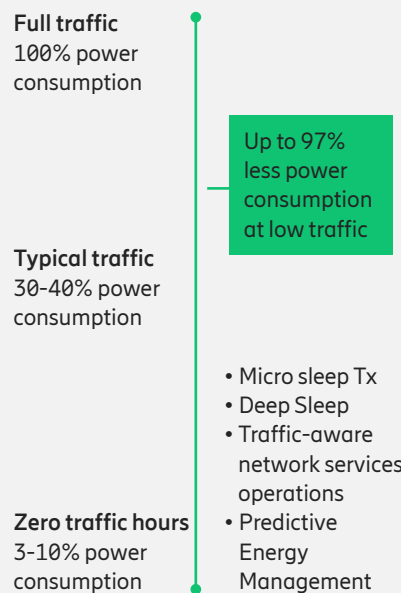 Full traffic
100% power
consumption
Up to 97%
less power
consumption
at low traffic
Typical traffic
30-40% power
consumption
• Micro sleep Tx
• Deep Sleep
• Traffic-aware
network services
operations
• Predictive
Energy
Management
Zero traffic hours
3-10% power
consumption